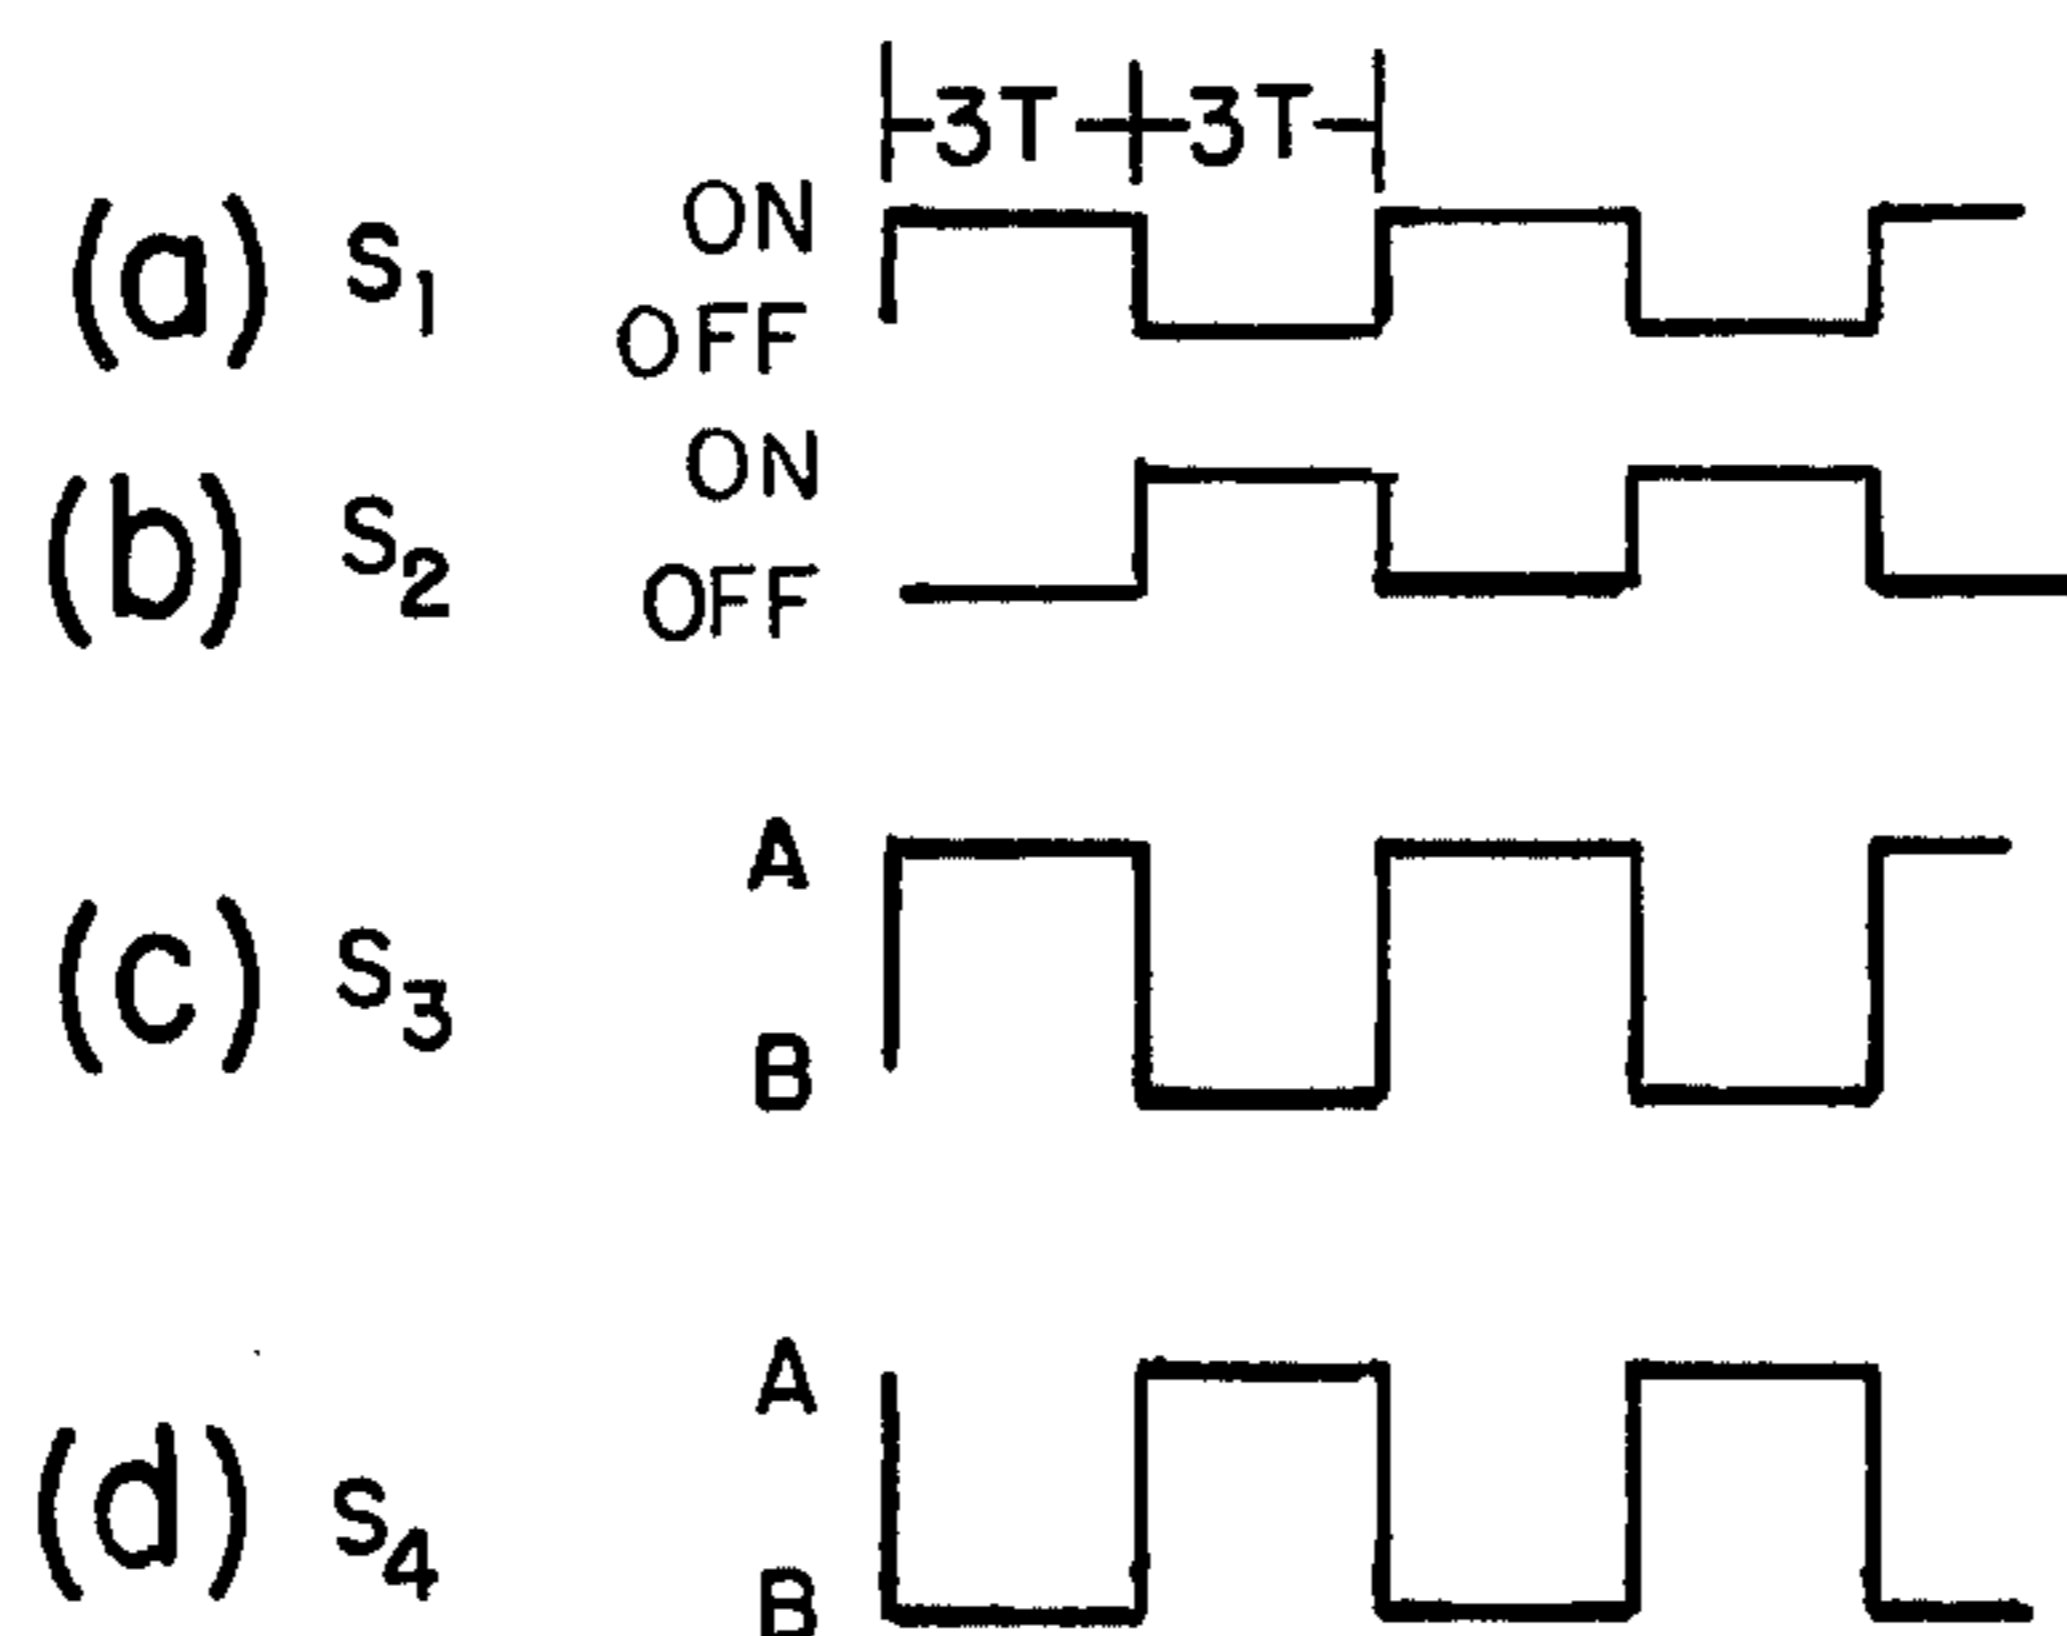 3T 3T
(a) S1 ON
OFF
(b) S2 ON
OFF
(c) S3 A
B
(d) S4 A
B